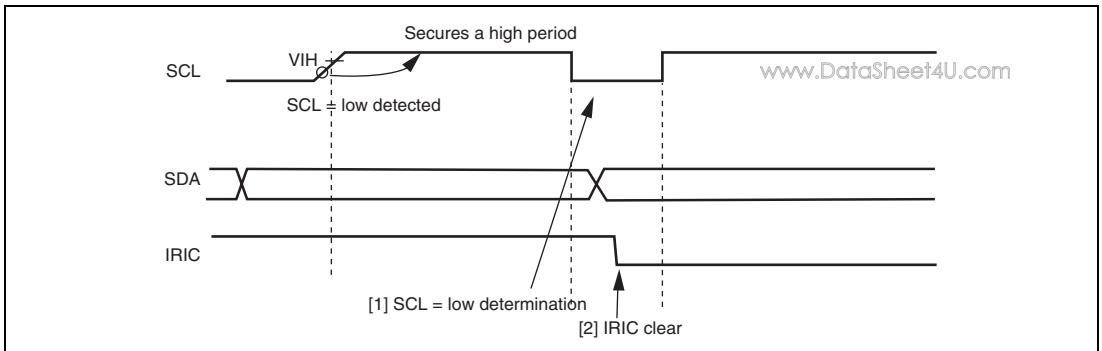 Secures a high period
VIH
SCL
www.DataSheet4U.com
SCL = low detected
SDA
IRIC
[1] SCL = low determination
[2] IRIC clear